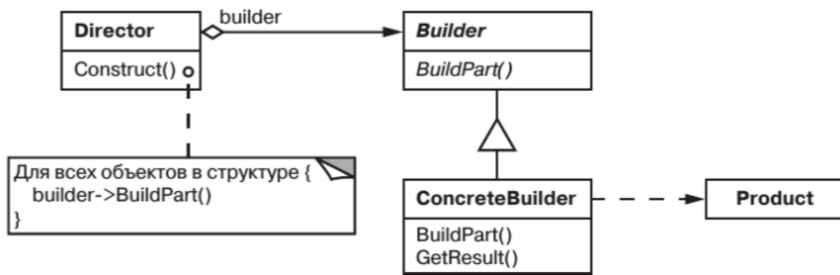 Director
builder
Builder
Construct()
BuildPart()
Для всех объектов в структуре {
builder->BuildPart()
}
ConcreteBuilder
Product
BuildPart()
GetResult()